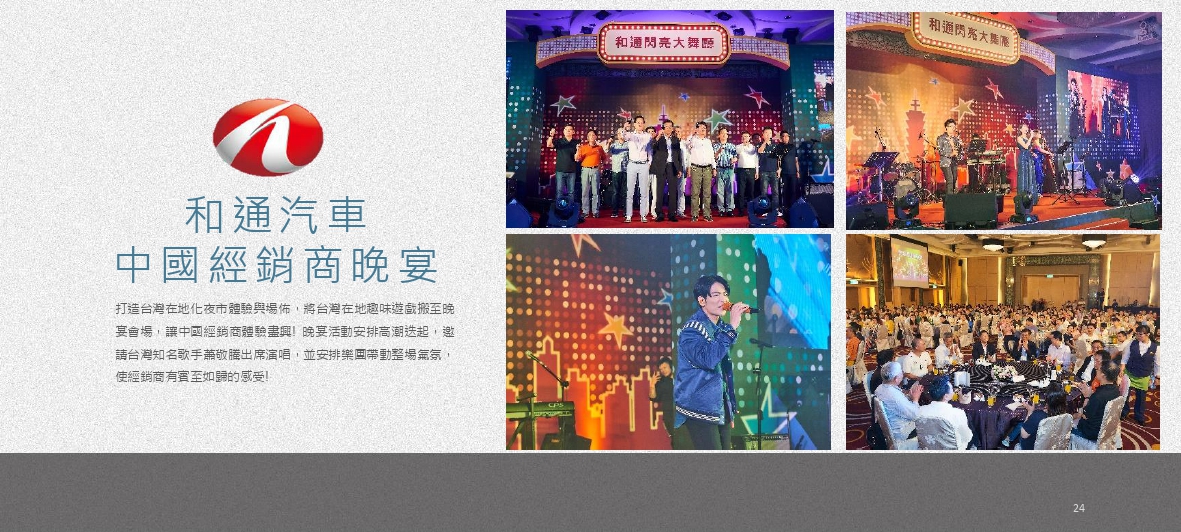 和通汽車
中國經銷商晚宴
打造台灣在地化夜市體驗與場佈，將台灣在地趣味遊戲搬至晚
宴會場，讓中國經銷商體驗盡興! 晚宴活動安排高潮迭起，邀
請台灣知名歌手蕭敬騰出席演唱，並安排樂團帶動整場氣氛，
使經銷商有賓至如歸的感受!
和通閃亮大舞廳
和通閃亮大舞廳
CPS
24